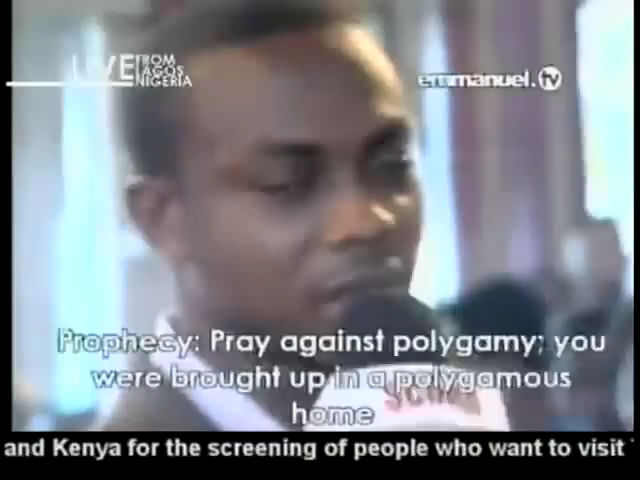 LIVE FROM
LAGOS
NIGERIA
emmanuel.tv
Prophecy: Pray against polygamy; you
were brought up in a polygamous
home
and Kenya for the screening of people who want to visit